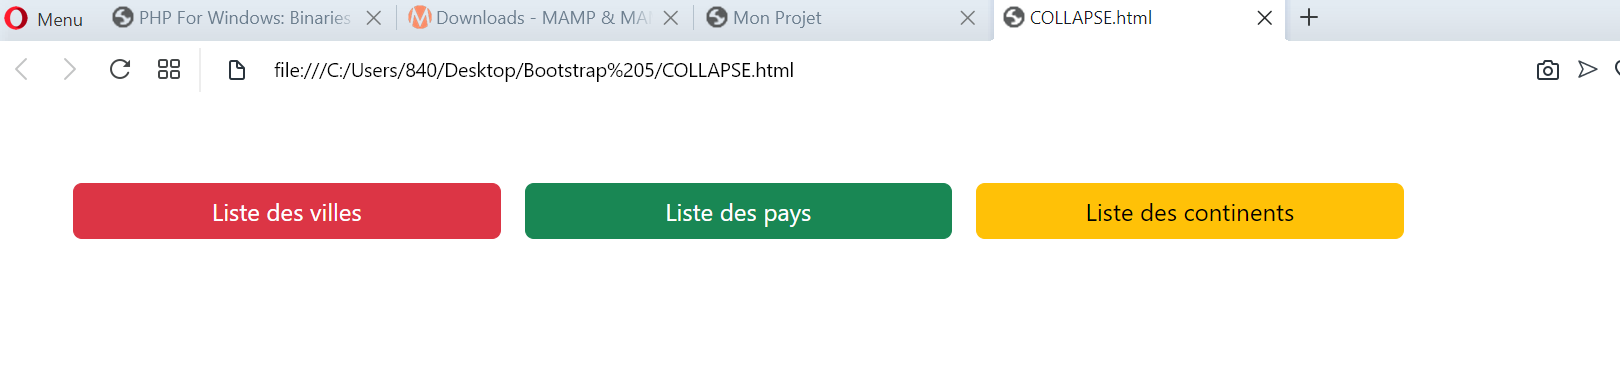 Menu
PHP For Windows: Binaries
Downloads - MAMP & MA
Mon Projet
COLLAPSE.html
file:///C:/Users/840/Desktop/Bootstrap%205/COLLAPSE.html
Liste des villes
Liste des pays
Liste des continents